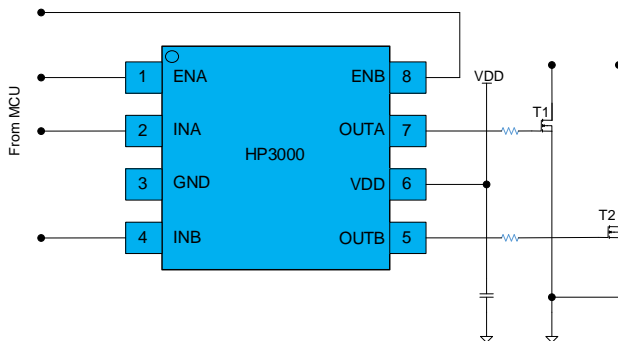 1 ENA ENB 8
VDD
T1
From MCU
2 INA OUTA 7
HP3000
3 GND VDD 6
T2
4 INB OUTB 5